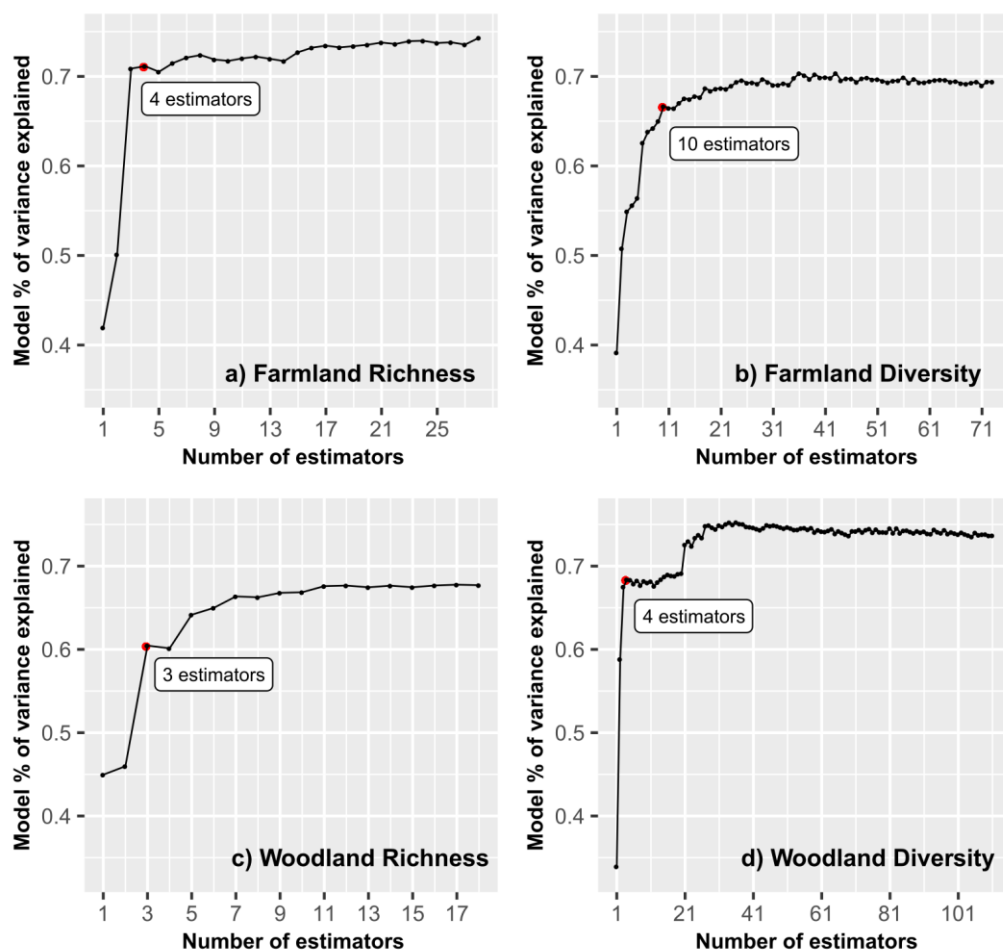 Model % of variance explained
0.7
0.6
0.5
0.4
4 estimators
a) Farmland Richness
1 5 9 13 17 21 25
Number of estimators
Model % of variance explained
0.7
0.6
0.5
0.4
10 estimators
b) Farmland Diversity
1 11 21 31 41 51 61 71
Number of estimators
Model % of variance explained
0.7
0.6
0.5
0.4
3 estimators
c) Woodland Richness
1 3 5 7 9 11 13 15 17
Number of estimators
Model % of variance explained
0.7
0.6
0.5
0.4
4 estimators
d) Woodland Diversity
1 21 41 61 81 101
Number of estimators